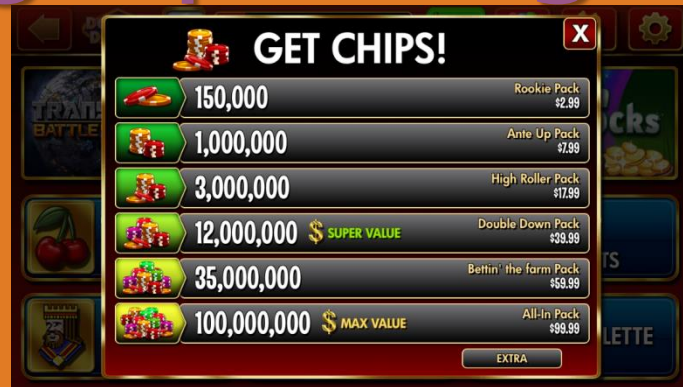 GET CHIPS!
X
150,000
Rookie Pack
$2.99
1,000,000
Ante Up Pack
$7.99
3,000,000
High Roller Pack
$17.99
12,000,000 $ SUPER VALUE
Double Down Pack
$39.99
35,000,000
Bettin' the farm Pack
$59.99
100,000,000 $ MAX VALUE
All-In Pack
$99.99
EXTRA
BATTLE